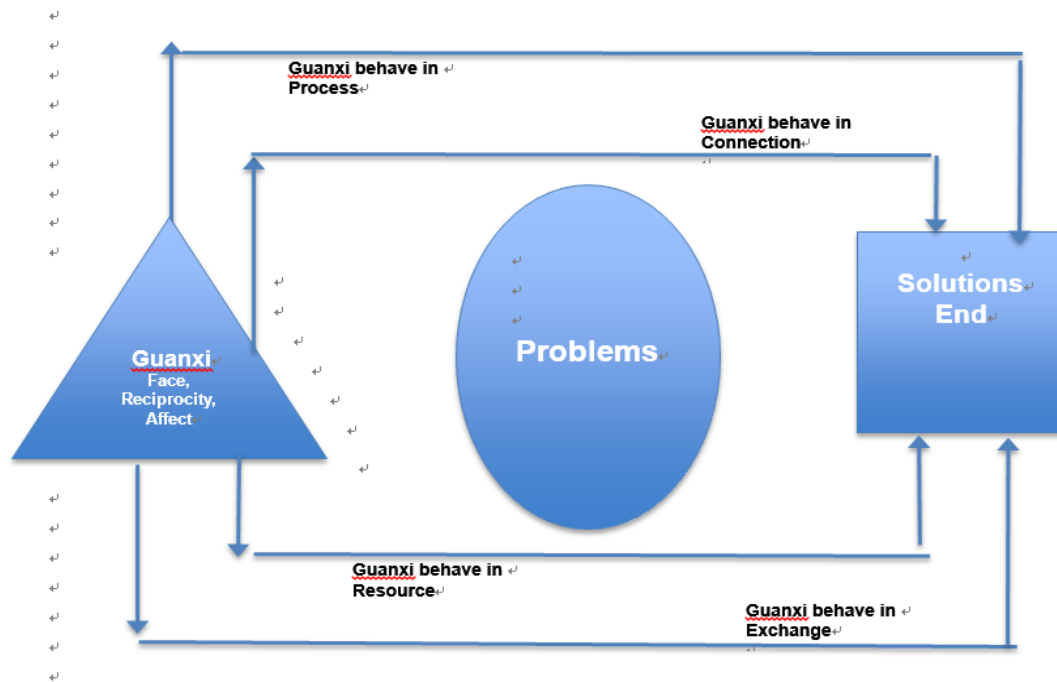 Guanxi behave in
Process
Guanxi behave in
Connection
Solutions
End
Problems
Guanxi
Face,
Reciprocity,
Affect
Guanxi behave in
Resource
Guanxi behave in
Exchange